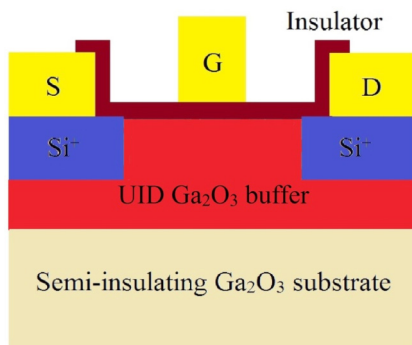 Insulator
S
G
D
Si⁻
Si⁻
UID Ga₂O₃ buffer
Semi-insulating Ga₂O₃ substrate